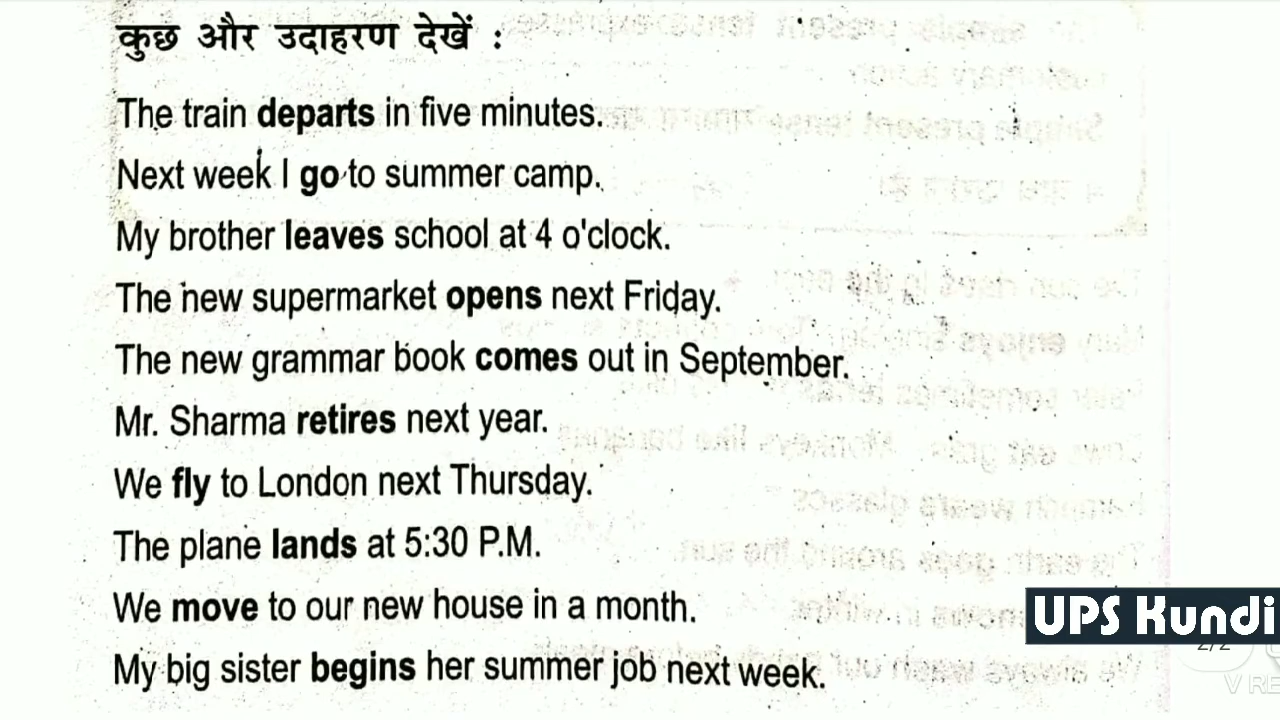 कुछ और उदाहरण देखें :
The train departs in five minutes.
Next week I go to summer camp.
My brother leaves school at 4 o'clock.
The new supermarket opens next Friday.
The new grammar book comes out in September.
Mr. Sharma retires next year.
We fly to London next Thursday.
The plane lands at 5:30 P.M.
We move to our new house in a month.
My big sister begins her summer job next week.
UPS Kundi
2/2